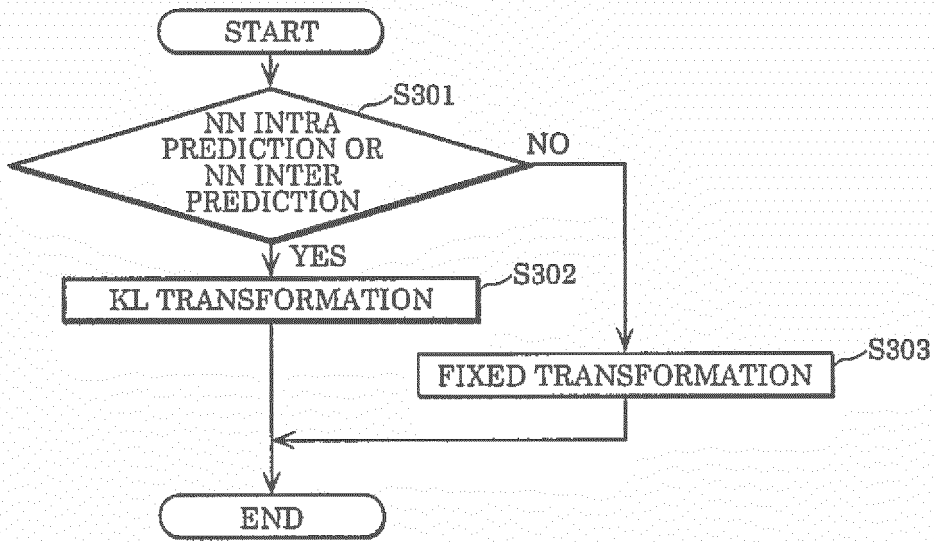 START
S301
NN INTRA
PREDICTION OR
NN INTER
PREDICTION
NO
YES
S302
KL TRANSFORMATION
S303
FIXED TRANSFORMATION
END